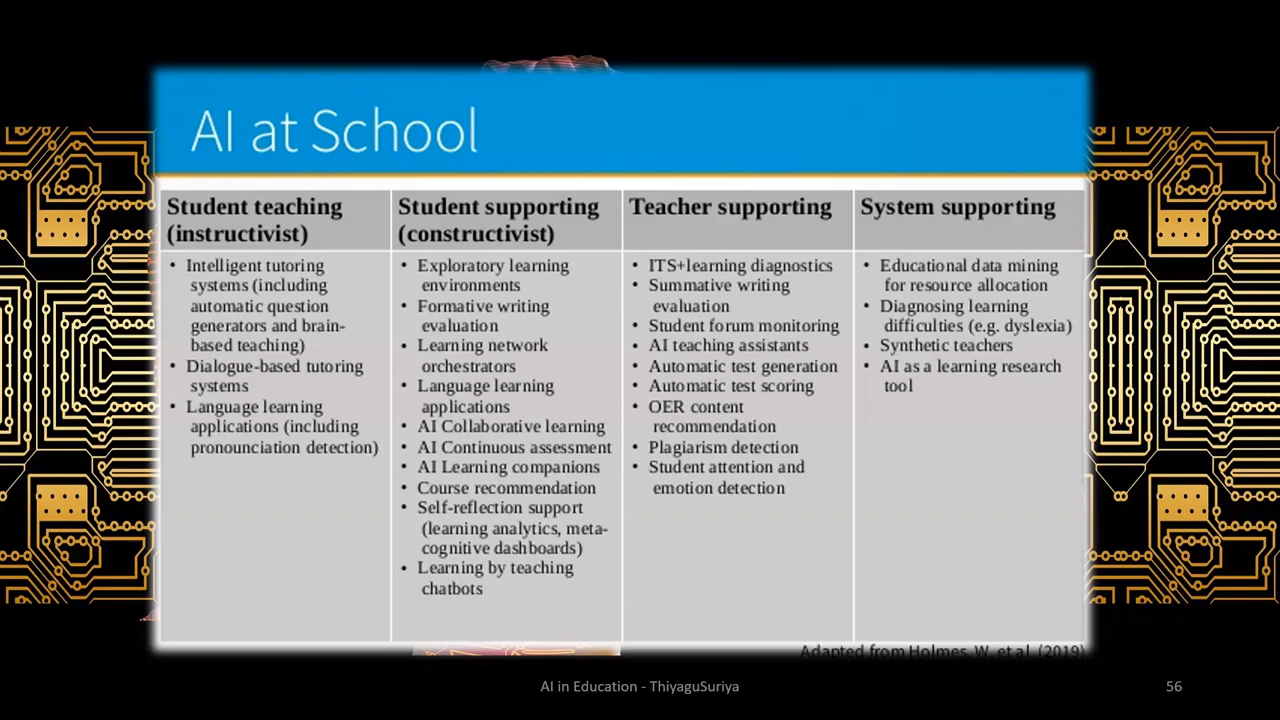 AI at School
Student teaching
(instructivist)
• Intelligent tutoring
systems (including
automatic question
generators and brain-
based teaching)
• Dialogue-based tutoring
systems
• Language learning
applications (including
pronounciation detection)
Student supporting
(constructivist)
• Exploratory learning
environments
• Formative writing
evaluation
• Learning network
orchestrators
• Language learning
applications
• AI Collaborative learning
• AI Continuous assessment
• AI Learning companions
• Course recommendation
• Self-reflection support
(learning analytics, meta-
cognitive dashboards)
• Learning by teaching
chatbots
Teacher supporting
• ITS+learning diagnostics
• Summative writing
evaluation
• Student forum monitoring
• AI teaching assistants
• Automatic test generation
• Automatic test scoring
• OER content
recommendation
• Plagiarism detection
• Student attention and
emotion detection
System supporting
• Educational data mining
for resource allocation
• Diagnosing learning
difficulties (e.g. dyslexia)
• Synthetic teachers
• AI as a learning research
tool
Adapted from Holmes, W. et al. (2019)
AI in Education - ThiyaguSuriya
56